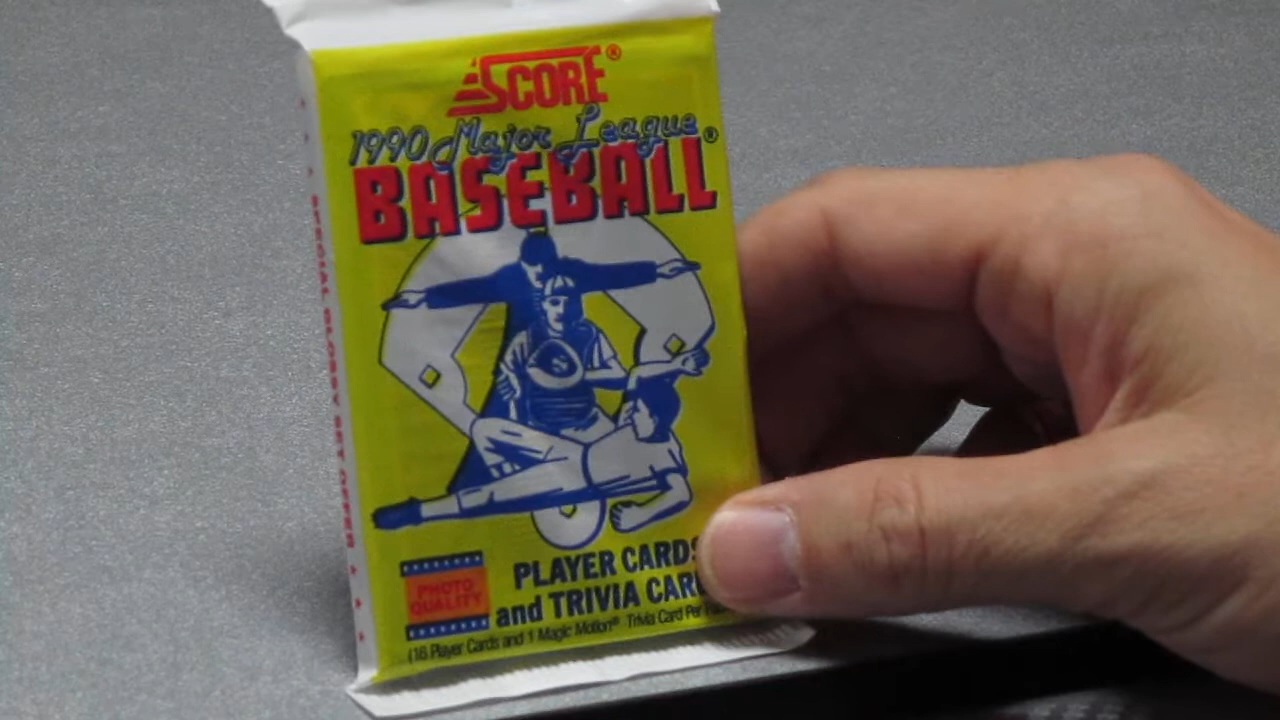 SCORE®
1990 Major League®
BASEBALL
PHOTO
QUALITY
PLAYER CARDS
and TRIVIA CAR
(16 Player Cards and 1 Magic Motion® Trivia Card Per
SPECIAL GLOSSY SET OFFER